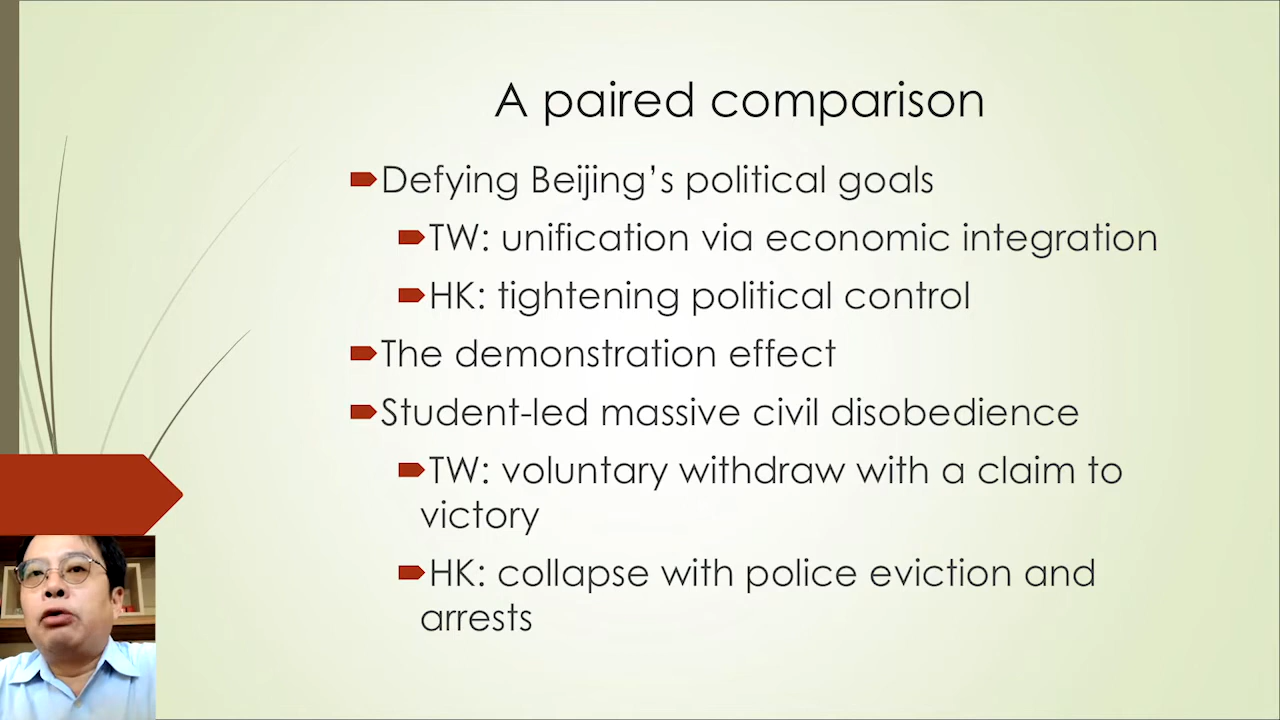 A paired comparison
Defying Beijing’s political goals
TW: unification via economic integration
HK: tightening political control
The demonstration effect
Student-led massive civil disobedience
TW: voluntary withdraw with a claim to
victory
HK: collapse with police eviction and
arrests